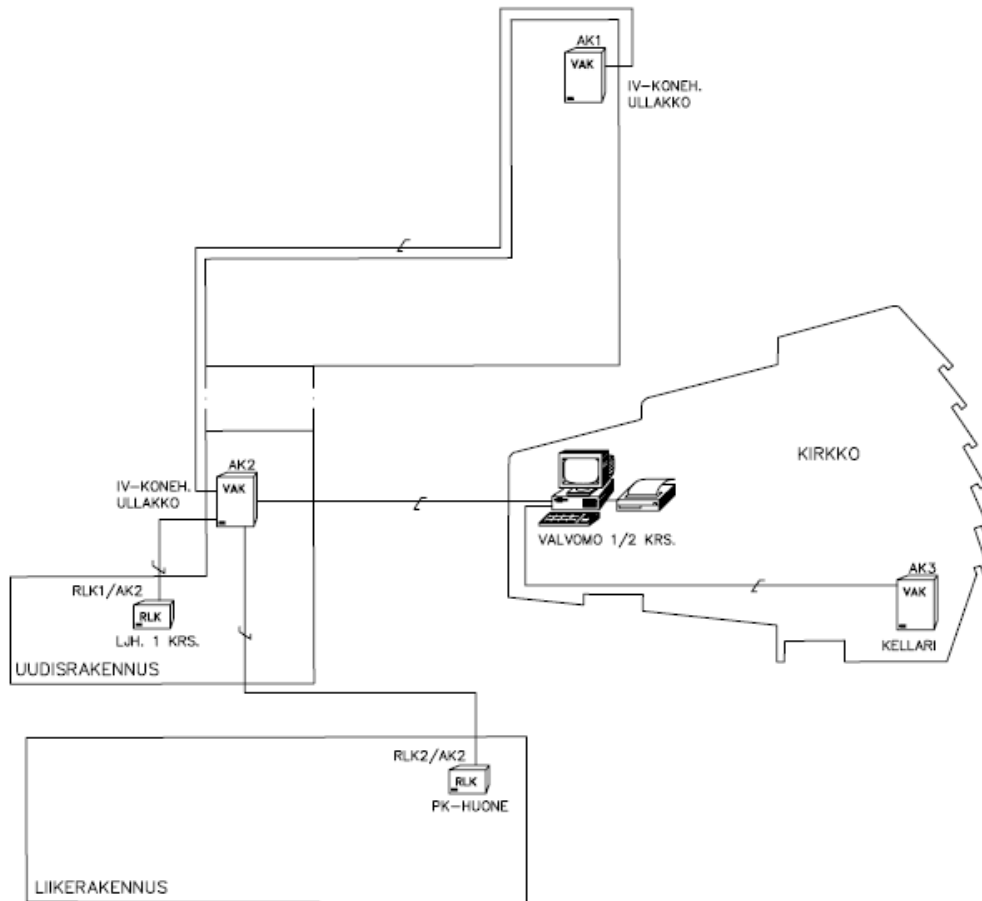 AK1
VAK
IV-KONEH.
ULLAKKO
KIRKKO
AK2
VAK
IV-KONEH.
ULLAKKO
VALVOMO 1/2 KRS.
AK3
VAK
KELLARI
RLK1/AK2
RLK
LJH. 1 KRS.
UUDISRAKENNUS
RLK2/AK2
RLK
PK-HUONE
LIIKERAKENNUS